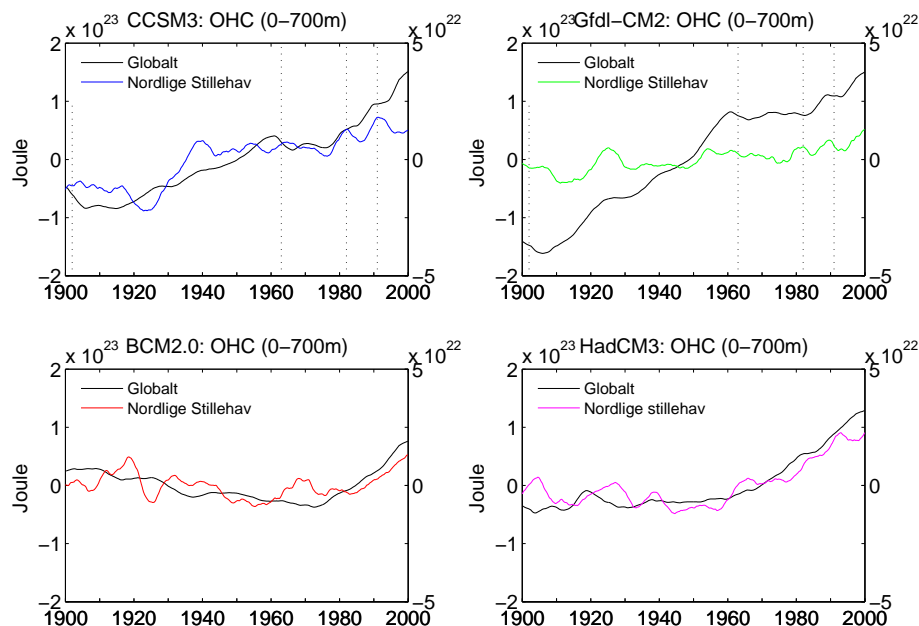 x 10^23 CCSM3: OHC (0−700m) 5 x 10^22
2
Globalt
Nordlige Stillehav
1
0 0
−1
−2 −5
Joule
1900 1920 1940 1960 1980 2000
x 10^23 Gfdl−CM2: OHC (0−700m) x 10^22
2 5
Globalt
Nordlige Stillehav
1
0 0
−1
−2 −5
Joule
1900 1920 1940 1960 1980 2000
x 10^23 BCM2.0: OHC (0−700m) x 10^22
2 5
Globalt
Nordlige Stillehav
1
0 0
−1
−2 −5
Joule
1900 1920 1940 1960 1980 2000
x 10^23 HadCM3: OHC (0−700m) x 10^22
2 5
Globalt
Nordlige stillehav
1
0 0
−1
−2 −5
Joule
1900 1920 1940 1960 1980 2000